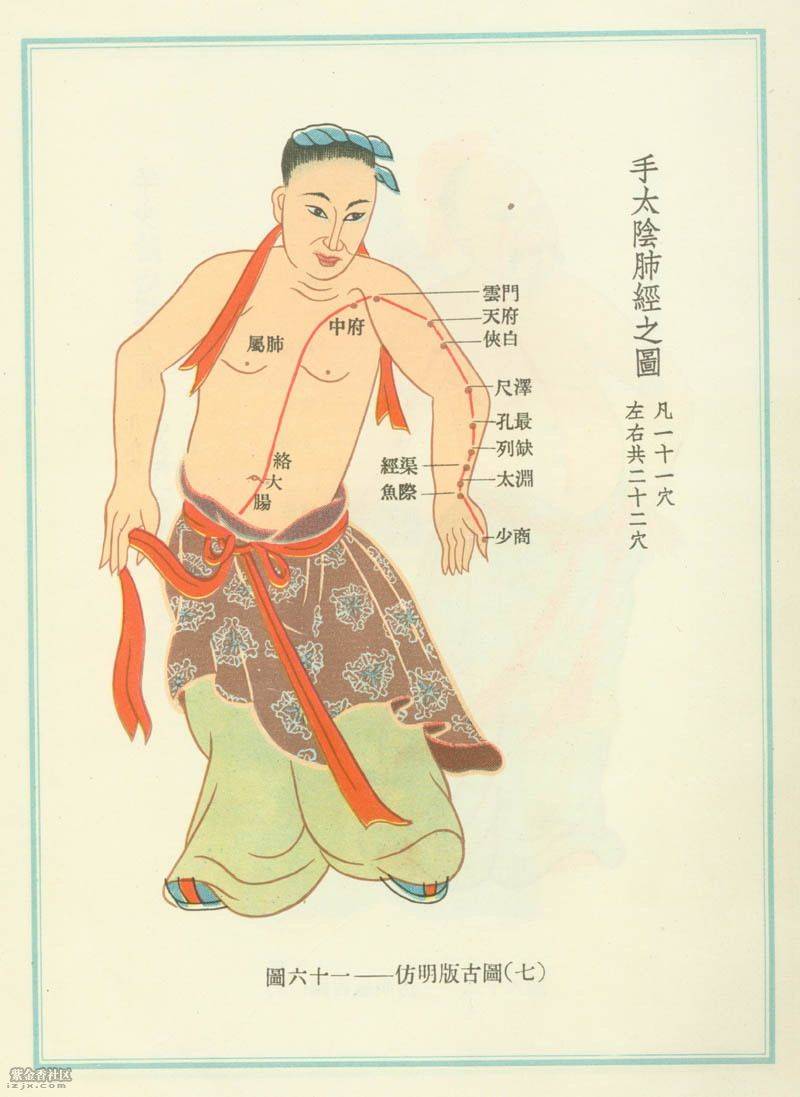 手太陰肺經之圖
凡一十一穴
左右共二十二穴
雲門
中府
天府
俠白
屬肺
尺澤
孔最
列缺
經渠
太淵
魚際
少商
絡大腸
圖六十一——仿明版古圖(七)
紫金香社区
izjx.com